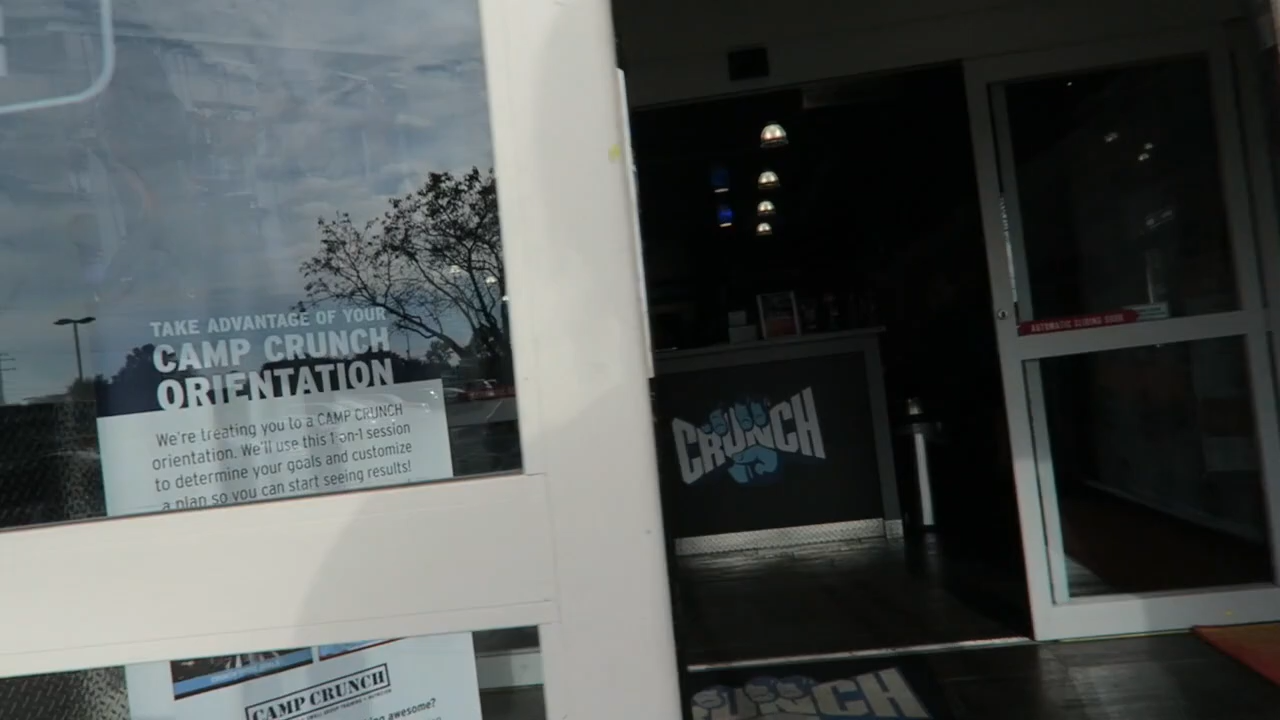 TAKE ADVANTAGE OF YOUR
CAMP CRUNCH
ORIENTATION
We're treating you to a CAMP CRUNCH
orientation. We'll use this 1-on-1 session
to determine your goals and customize
a plan so you can start seeing results!
CAMP CRUNCH
awesome?
CRUNCH
AUTOMATIC SLIDING DOOR
CRUNCH